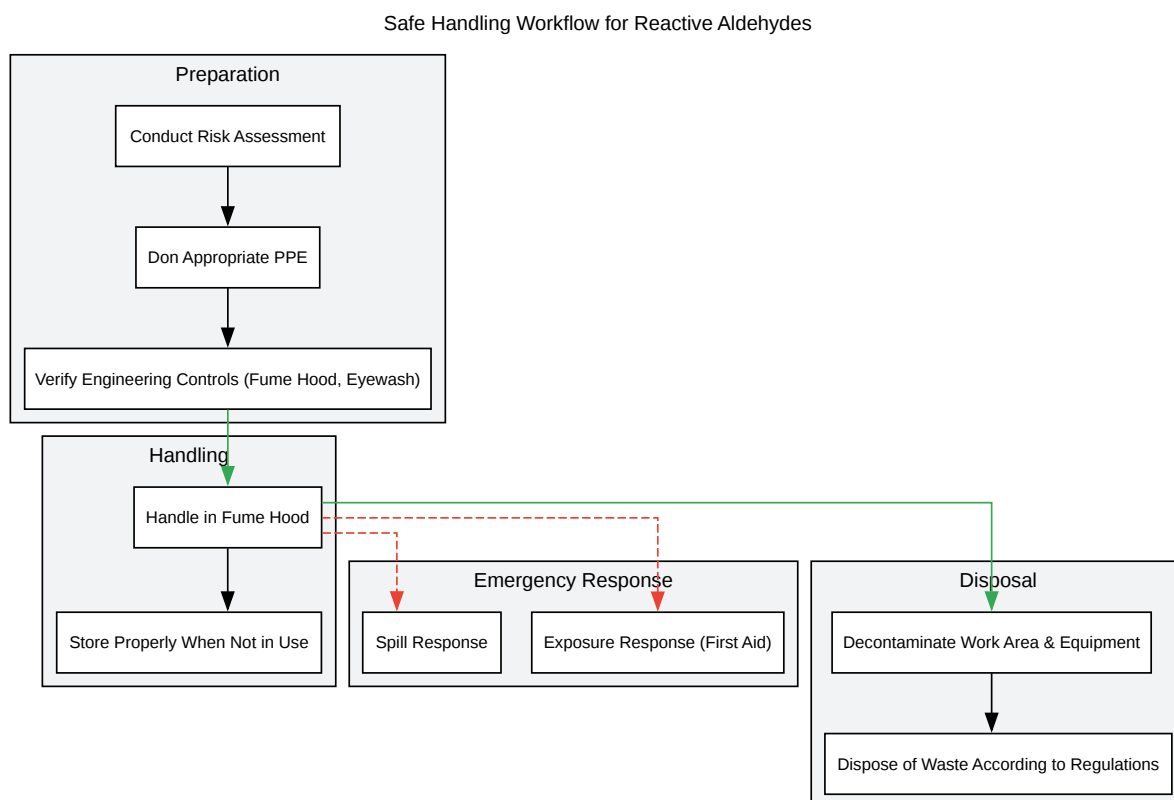 Safe Handling Workflow for Reactive Aldehydes
Preparation
Conduct Risk Assessment
Don Appropriate PPE
Verify Engineering Controls (Fume Hood, Eyewash)
Handling
Handle in Fume Hood
Store Properly When Not in Use
Emergency Response
Spill Response
Exposure Response (First Aid)
Disposal
Decontaminate Work Area & Equipment
Dispose of Waste According to Regulations